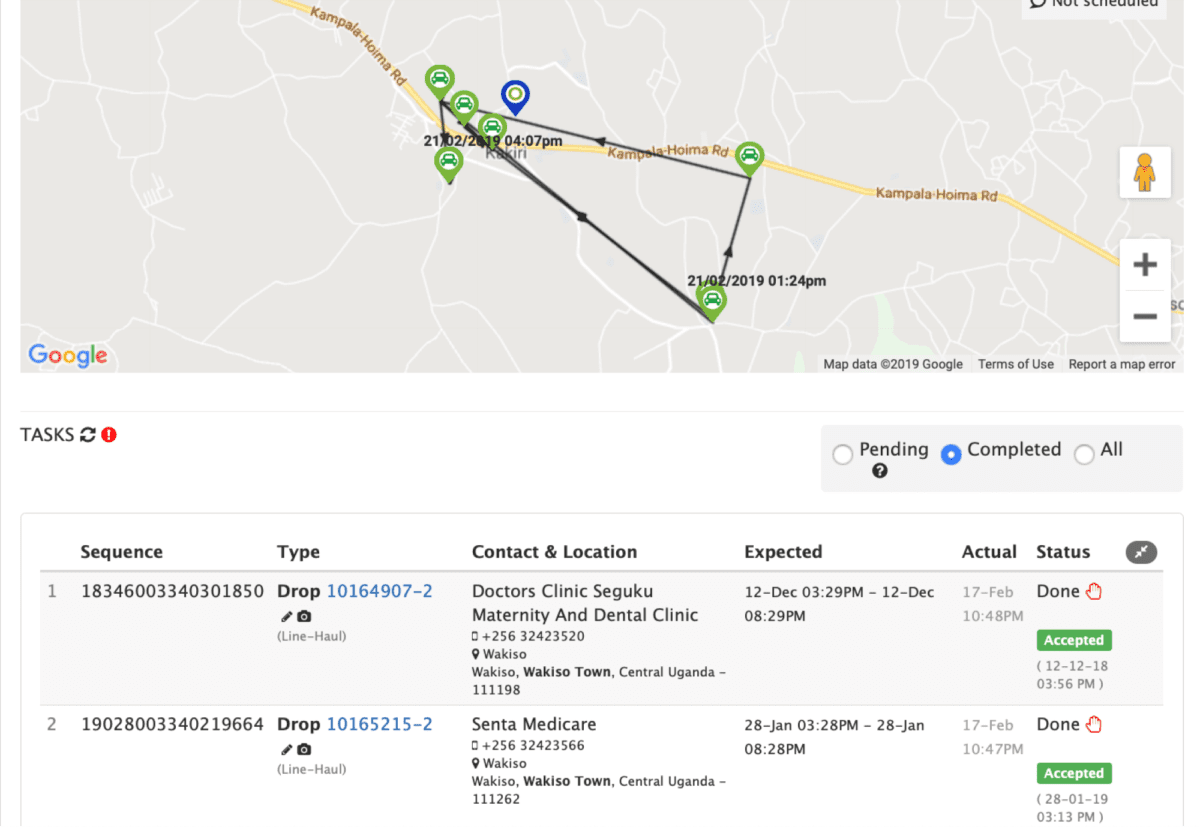 Not scheduled
Kampala-Hoima Rd
21/02/2019 04:07pm
Kakiri
Kampala-Hoima Rd
Kampala-Hoima Rd
21/02/2019 01:24pm
Google
Map data ©2019 Google Terms of Use Report a map error
TASKS
Pending Completed All
Sequence Type Contact & Location Expected Actual Status
1 18346003340301850 Drop 10164907-2 Doctors Clinic Seguku 12-Dec 03:29PM – 12-Dec 17-Feb Done
Maternity And Dental Clinic 08:29PM 10:48PM
(Line-Haul) +256 32423520 Accepted
Wakiso
Wakiso, Wakiso Town, Central Uganda – ( 12-12-18
111198 03:56 PM )
2 19028003340219664 Drop 10165215-2 Senta Medicare 28-Jan 03:28PM – 28-Jan 17-Feb Done
+256 32423566 08:28PM 10:47PM
(Line-Haul) Wakiso Accepted
Wakiso, Wakiso Town, Central Uganda –
111262 ( 28-01-19
03:13 PM )